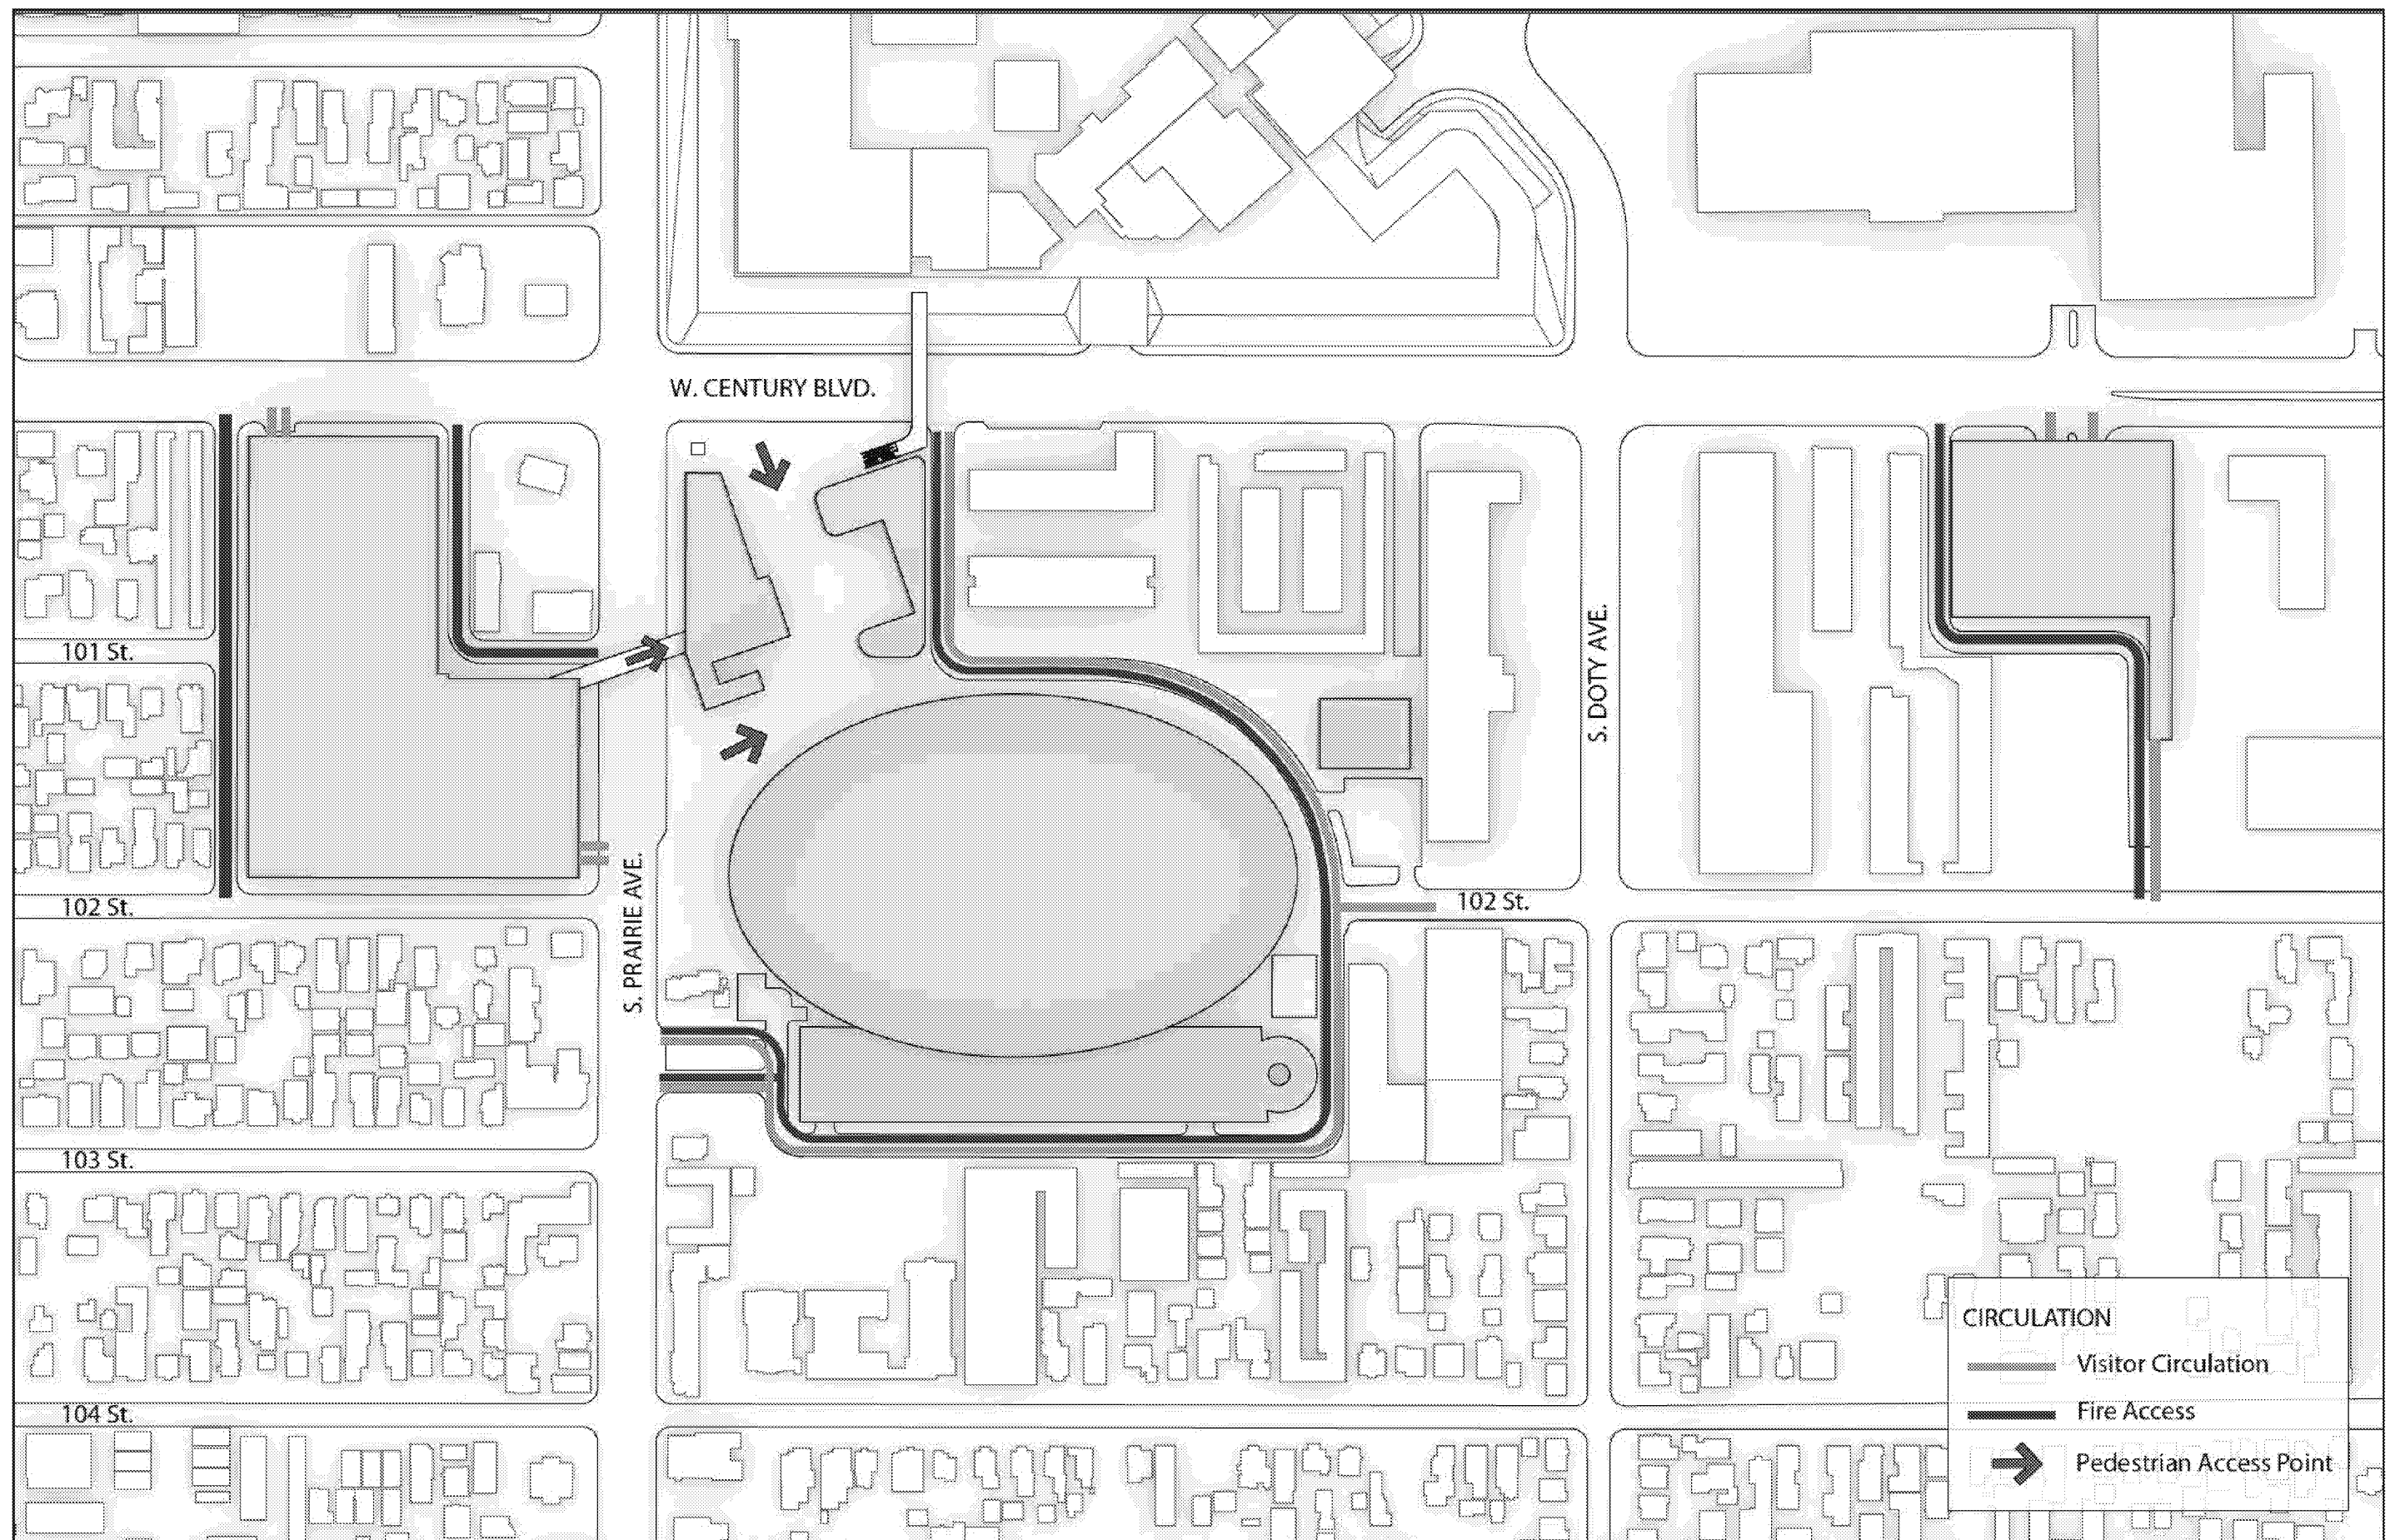 W. CENTURY BLVD.
101 St.
S. DOTY AVE.
102 St.
102 St.
S. PRAIRIE AVE.
103 St.
104 St.
CIRCULATION
Visitor Circulation
Fire Access
Pedestrian Access Point